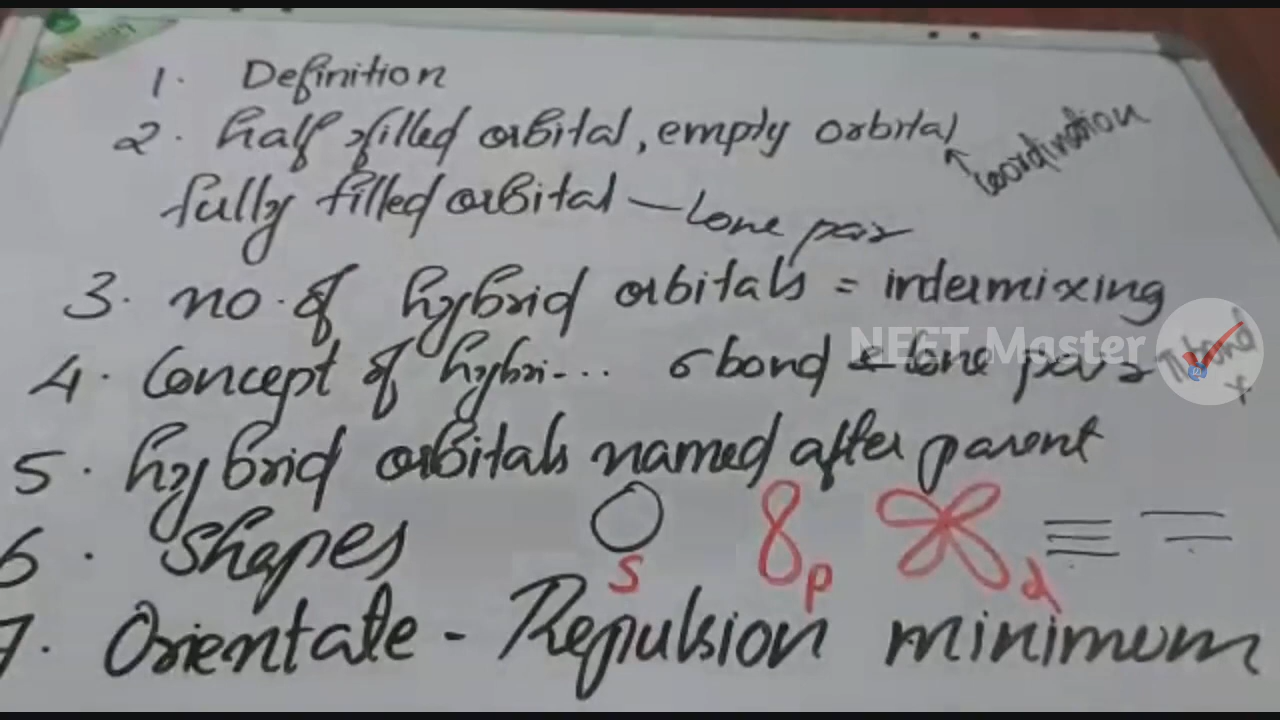 1. Definition
2. half filled orbital, empty orbital
coordination
fully filled orbital - lone pair
3. no. of hybrid orbitals = intermixing
NEET Master
4. Concept of hybri... σ bond & lone pair π bond
x
5. hybrid orbitals named after parent
6. shapes s p d
7. Orientate - Repulsion minimum